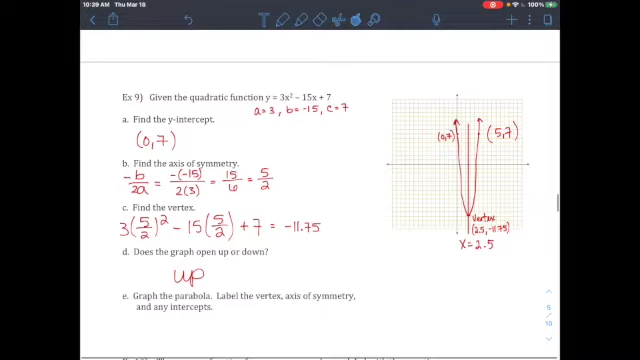 10:39 AM Thu Mar 18
Ex 9) Given the quadratic function y = 3x² – 15x + 7
a=3, b=-15, c=7
a. Find the y-intercept.
(0,7)
b. Find the axis of symmetry.
-b/2a = -(-15)/2(3) = 15/6 = 5/2
c. Find the vertex.
3(5/2)² - 15(5/2) + 7 = -11.75
d. Does the graph open up or down?
up
e. Graph the parabola. Label the vertex, axis of symmetry,
and any intercepts.
(0,7)
(5,7)
Vertex
(2.5,-11.75)
X=2.5
5
of
10